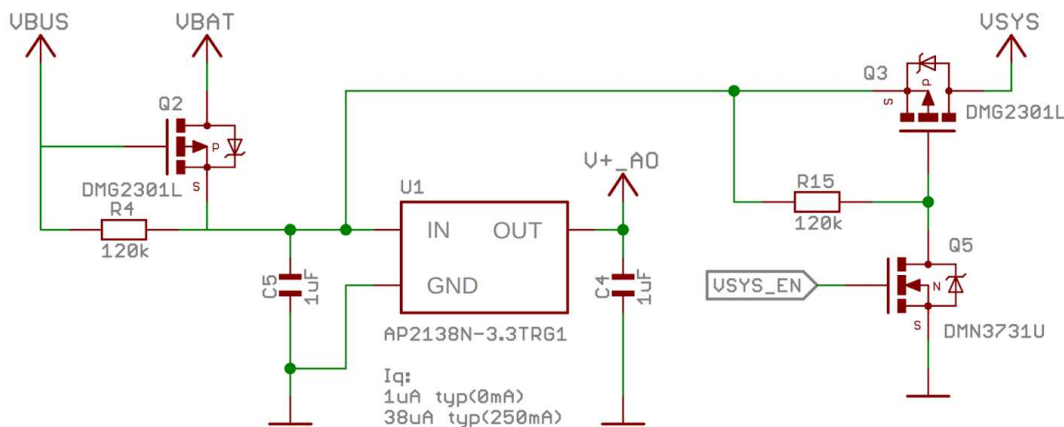 VBUS
VBAT
VSYS
Q2
P
S
DMG2301L
R4
120k
C5
1uF
U1
IN
OUT
GND
AP2138N-3.3TRG1
Iq:
1uA typ(0mA)
38uA typ(250mA)
V+_AO
C4
1uF
Q3
P
S
DMG2301L
R15
120k
Q5
VSYS_EN
N
S
DMN3731U